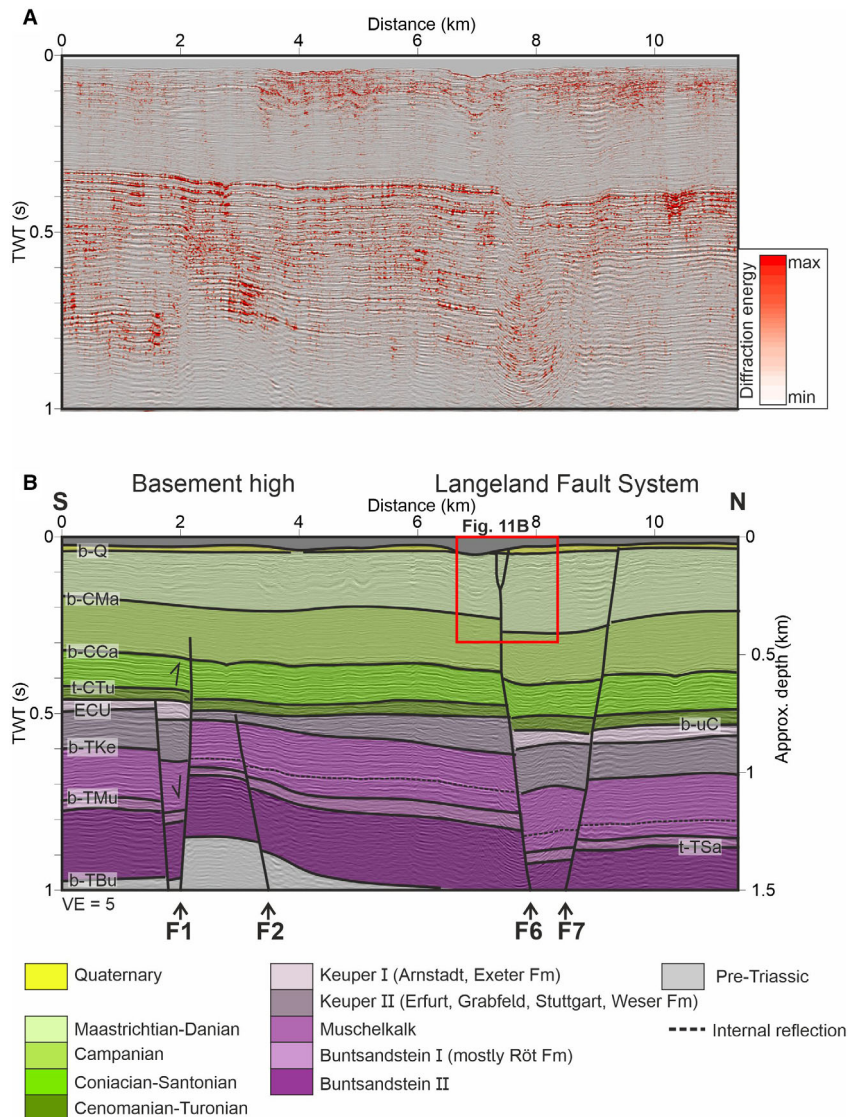 A
Distance (km)
0 2 4 6 8 10
0
0.5
1
TWT (s)
Diffraction energy
max
min
B
Basement high
Langeland Fault System
S
Distance (km)
N
0 2 4 6 8 10
Fig. 11B
0
0.5
1
TWT (s)
0
0.5
1
1.5
Approx. depth (km)
b-Q
b-CMa
b-CCa
t-CTu
ECU
b-TKe
b-TMu
b-TBu
b-uC
t-TSa
VE = 5
F1
F2
F6
F7
Quaternary
Maastrichtian-Danian
Campanian
Coniacian-Santonian
Cenomanian-Turonian
Keuper I (Arnstadt, Exeter Fm)
Keuper II (Erfurt, Grabfeld, Stuttgart, Weser Fm)
Muschelkalk
Buntsandstein I (mostly Röt Fm)
Buntsandstein II
Pre-Triassic
Internal reflection